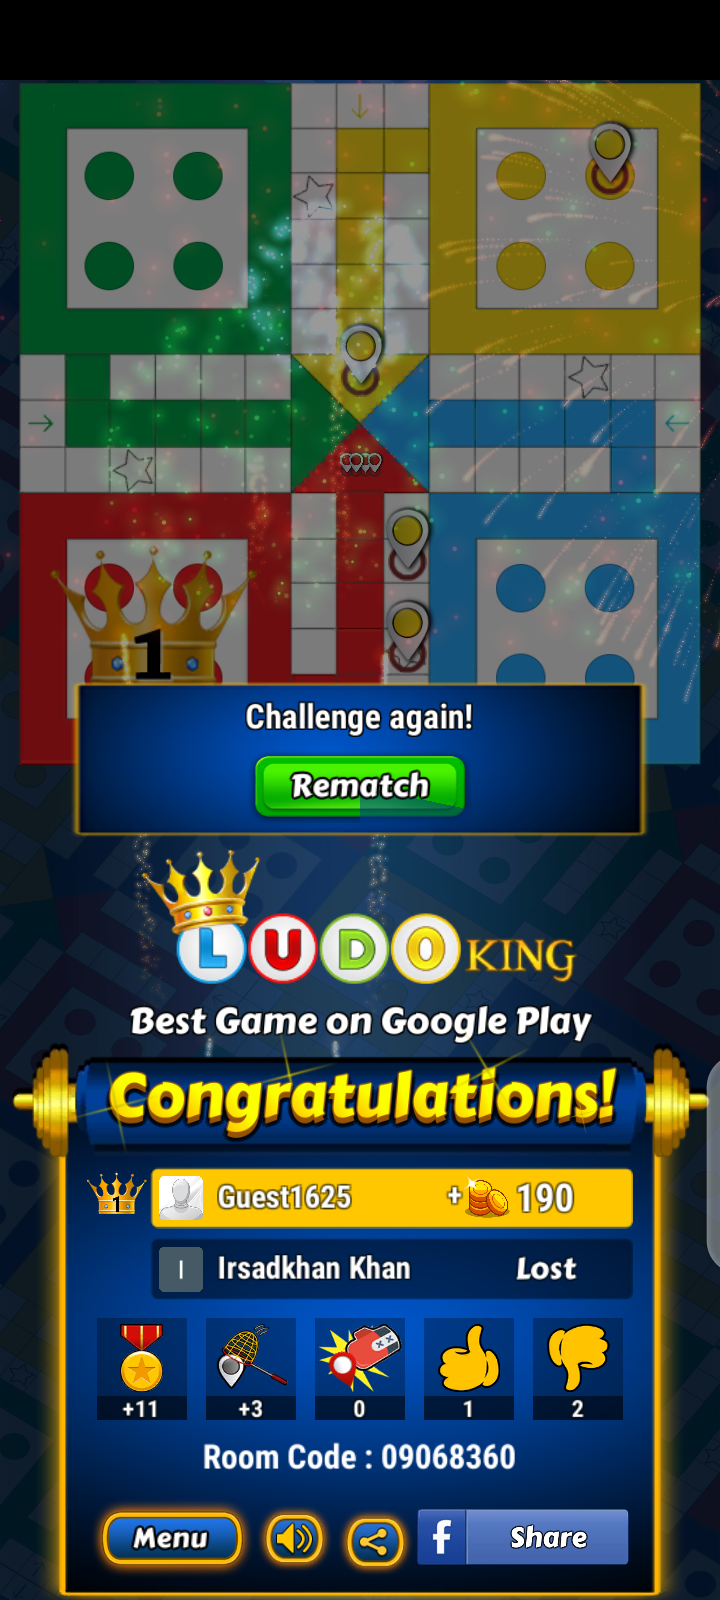 1
Challenge again!
Rematch
LUDO KING
Best Game on Google Play
Congratulations!
1 Guest1625 + 190
I Irsadkhan Khan Lost
+11 +3 0 1 2
Room Code : 09068360
Menu f Share